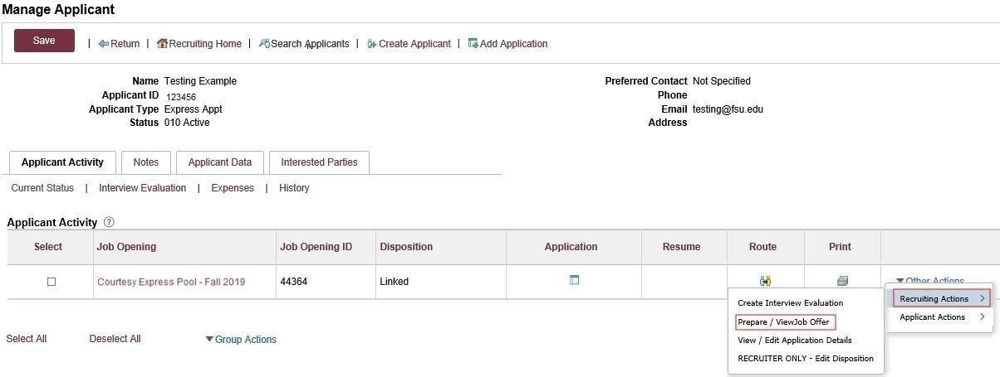 Manage Applicant
Save | Return | Recruiting Home | Search Applicants | Create Applicant | Add Application
Name Testing Example Preferred Contact Not Specified
Applicant ID 123456 Phone
Applicant Type Express Appt Email testing@fsu.edu
Status 010 Active Address
Applicant Activity Notes Applicant Data Interested Parties
Current Status | Interview Evaluation | Expenses | History
Applicant Activity ?
Select Job Opening Job Opening ID Disposition Application Resume Route Print
Courtesy Express Pool - Fall 2019 44364 Linked Other Actions
Create Interview Evaluation Recruiting Actions
Prepare / ViewJob Offer Applicant Actions
View / Edit Application Details
Select All Deselect All Group Actions
RECRUITER ONLY - Edit Disposition